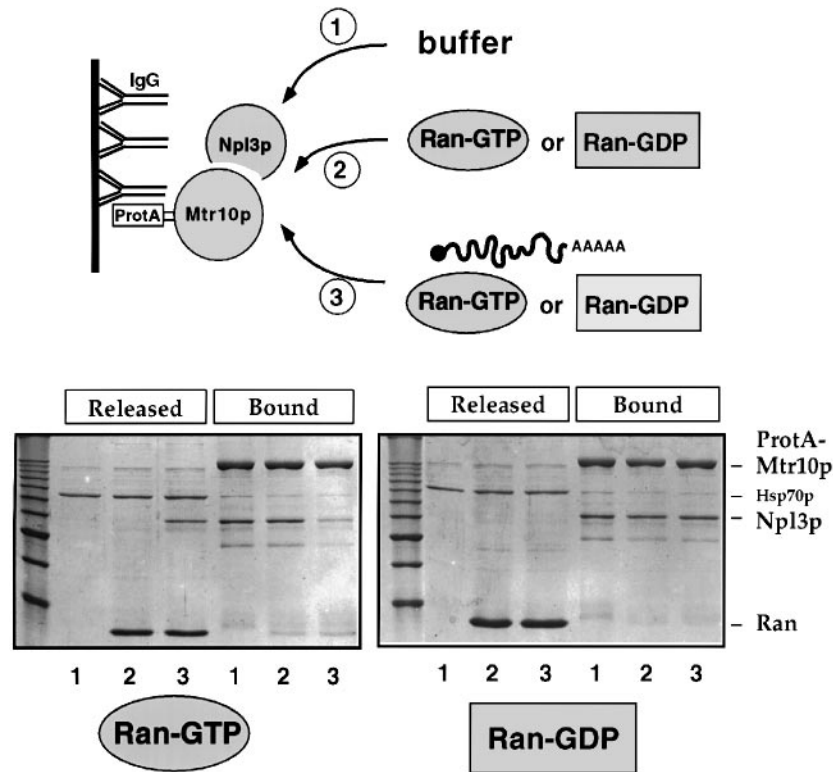 1 buffer
IgG
Npl3p
Ran-GTP or Ran-GDP
2
ProtA Mtr10p
AAAAA
3 Ran-GTP or Ran-GDP
Released Bound Released Bound
ProtA-
Mtr10p
Hsp70p
Npl3p
Ran
1 2 3 1 2 3 1 2 3 1 2 3
Ran-GTP Ran-GDP